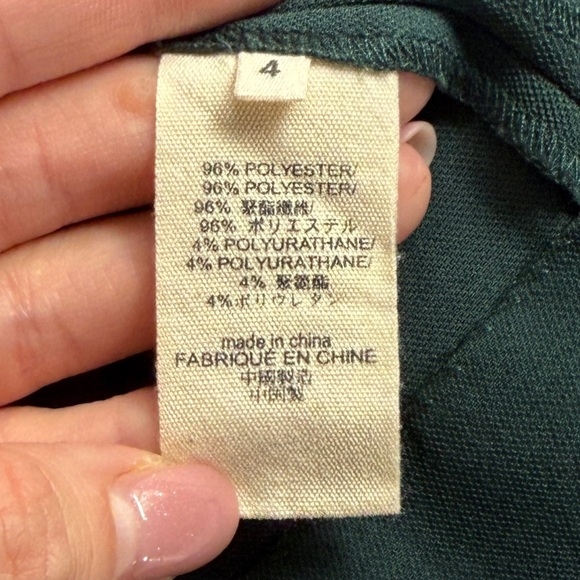 4
96% POLYESTER/
96% POLYESTER/
96% 聚酯纖維/
96% ポリエステル
4% POLYURATHANE/
4% POLYURATHANE/
4% 聚氨酯
4% ポリウレタン
made in china
FABRIQUÉ EN CHINE
中國製造
中国製